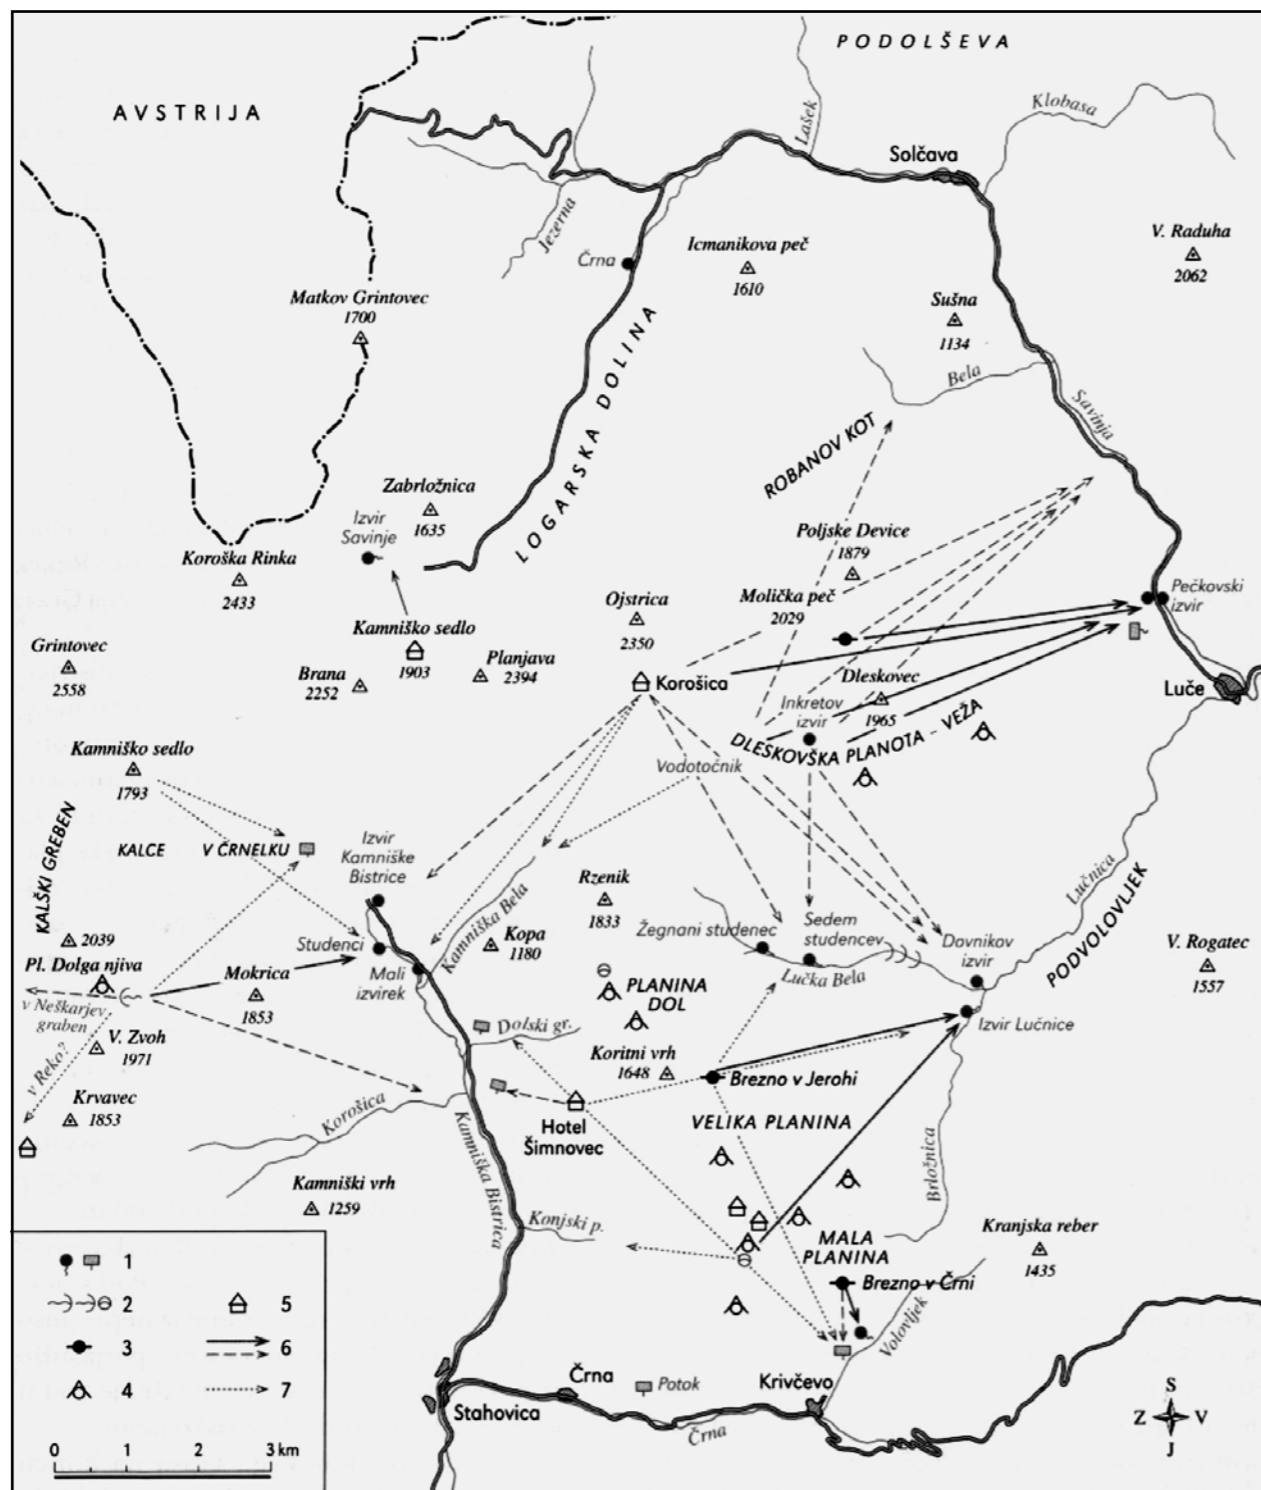 PODOLŠEVA
AVSTRIJA
Klobasa
Lašek
Solčava
Jezerna
Črna
Icmanikova peč
1610
V. Raduha
2062
Matkov Grintovec
1700
Sušna
1134
LOGARSKA DOLINA
Bela
Savinja
ROBANOV KOT
Zabrložnica
1635
Izvir
Savinje
Koroška Rinka
2433
Poljske Device
1879
Molička peč
2029
Pečkovski
izvir
Ojstrica
2350
Kamniško sedlo
1903
Grintovec
2558
Brana
2252
Planjava
2394
Korošica
Dleskovec
1965
Luče
Inkretov
izvir
DLESKOVŠKA PLANOTA - VEŽA
Kamniško sedlo
1793
Vodotočnik
KALŠKI GREBEN
KALCE
V ČRNELKU
Izvir
Kamniške
Bistrice
Rzenik
1833
Lučnica
PODVOLOVLJEK
Kamniška Bela
Studenci
Kopa
1180
Žegnani studenec
Sedem
studencev
Dovnikov
izvir
V. Rogatec
1557
2039
Pl. Dolga njiva
Mokrica
1853
Mali
izvirek
Lučka Bela
PLANINA
DOL
v Neškarjev
graben
Izvir Lučnice
V. Zvoh
1971
Dolski gr.
v Reko?
Koritni vrh
1648
Brezno v Jerohi
Krvavec
1853
Korošica
Hotel
Šimnovec
VELIKA PLANINA
Kamniška Bistrica
Brložnica
Kamniški vrh
1259
Konjski p.
MALA
PLANINA
Kranjska reber
1435
Brezno v Črni
Volovljek
1
2
5
3
6
4
7
Črna
Potok
Krivčevo
Stahovica
Črna
S
Z
V
J
0
1
2
3 km